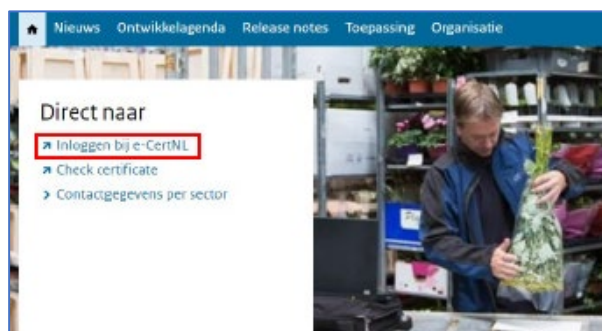 Nieuws Ontwikkelagenda Release notes Toepassing Organisatie
Direct naar
Inloggen bij e-CertNL
Check certificate
Contactgegevens per sector